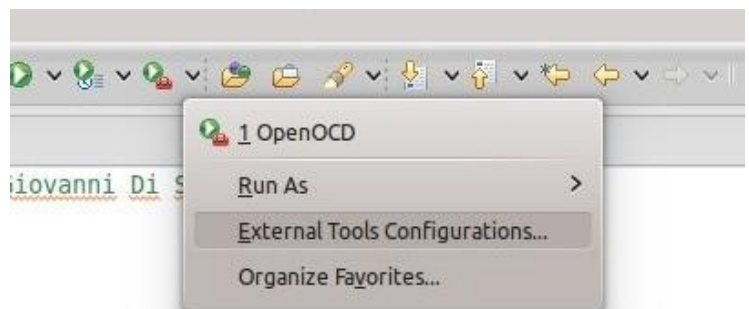 1 OpenOCD
Giovanni Di S
Run As
External Tools Configurations...
Organize Favorites...